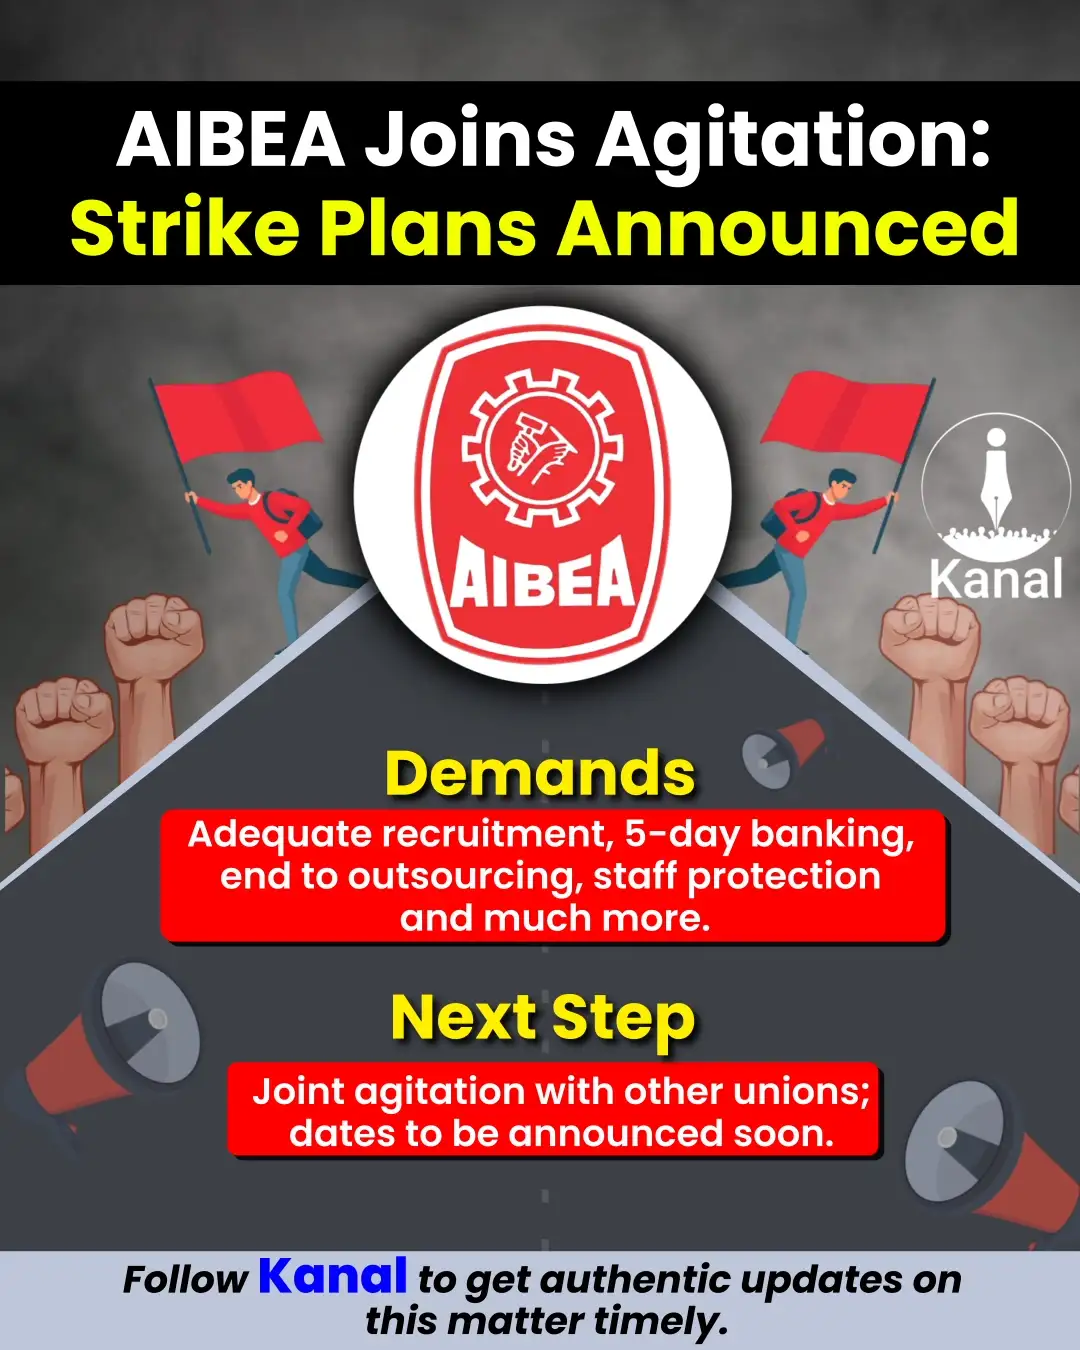 AIBEA Joins Agitation:
Strike Plans Announced
AIBEA
Kanal
Demands
Adequate recruitment, 5-day banking,
end to outsourcing, staff protection
and much more.
Next Step
Joint agitation with other unions;
dates to be announced soon.
Follow Kanal to get authentic updates on
this matter timely.